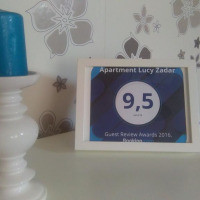 Apartment Lucy Zadar
9,5
Guest Review Awards 2016.
Booking